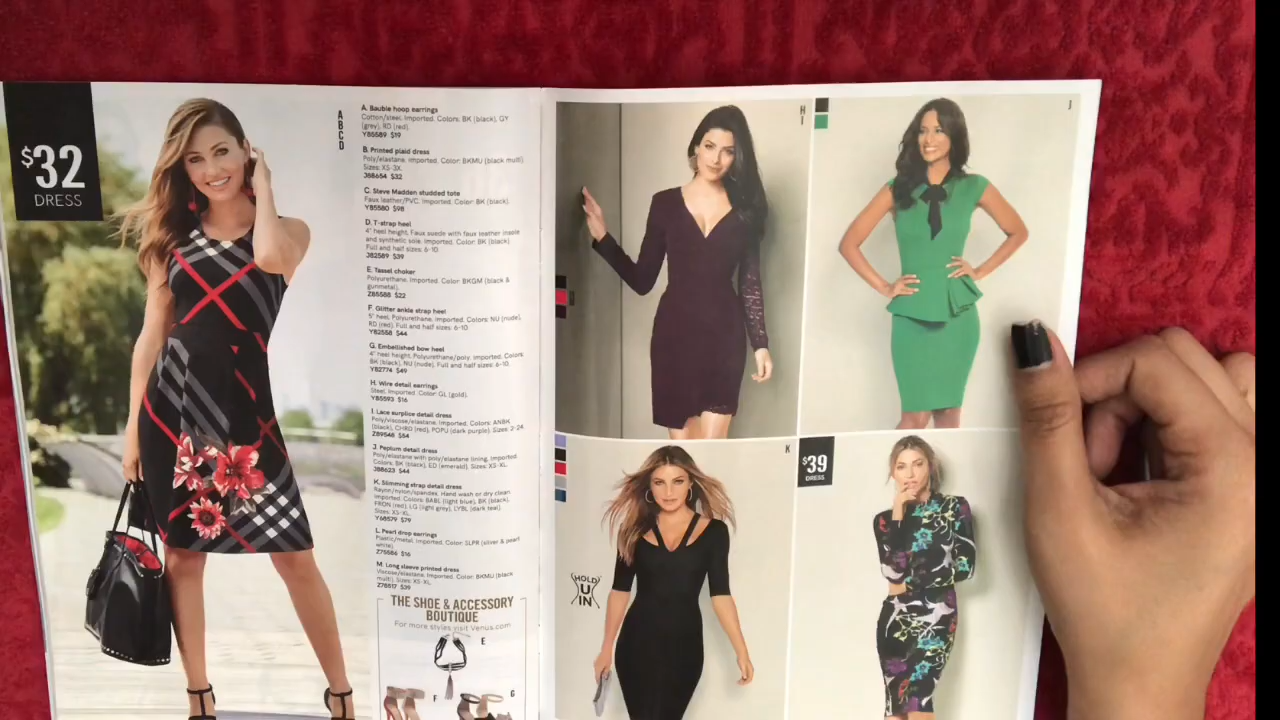 $32
DRESS
A
B
C
D
A. Bauble hoop earrings
Cotton/steel. Imported. Colors: BK (black), GY
(grey), RD (red).
Y85589 $19
B. Printed plaid dress
Poly/elastane. Imported. Color: BKMU (black multi).
Sizes: XS-3X.
J88654 $32
C. Steve Madden studded tote
Faux leather/PVC. Imported. Color: BK (black).
Y85580 $98
D. T-strap heel
4" heel height. Faux suede with faux leather insole
and synthetic sole. Imported. Color: BK (black)
Full and half sizes: 6-10.
J82589 $39
E. Tassel choker
Polyurethane. Imported. Color: BKGM (black &
gunmetal).
Z85588 $22
F. Glitter ankle strap heel
5" heel. Polyurethane. Imported. Colors: NU (nude),
RD (red). Full and half sizes: 6-10.
Y82558 $44
G. Embellished bow heel
4" heel height. Polyurethane/poly. Imported. Colors:
BK (black), NU (nude). Full and half sizes: 6-10.
Y82774 $49
H. Wire detail earrings
Steel. Imported. Color: GL (gold).
Y85593 $16
I. Lace surplice detail dress
Poly/viscose/elastane. Imported. Colors: ANBK
(black), CHRD (red), POPU (dark purple). Sizes: 2-24.
Z89546 $54
J. Peplum detail dress
Poly/elastane with poly/elastane lining. Imported.
Colors: BK (black), ED (emerald). Sizes: XS-XL.
J88623 $44
K. Slimming strap detail dress
Rayon/nylon/spandex. Hand wash or dry clean.
Imported. Colors: BABL (light blue), BK (black),
FRON (red), LG (light grey), LYBL (dark teal).
Sizes: XS-XL.
Y68579 $79
L. Pearl drop earrings
Plastic/metal. Imported. Color: SLPR (silver & pearl
white).
Z75586 $16
M. Long sleeve printed dress
Viscose/elastane. Imported. Color: BKMU (black
multi). Sizes: XS-XL.
Z78517 $39
THE SHOE & ACCESSORY
BOUTIQUE
For more styles visit Venus.com
E
F
G
H
I
J
K
HOLD
U
IN
$39
DRESS